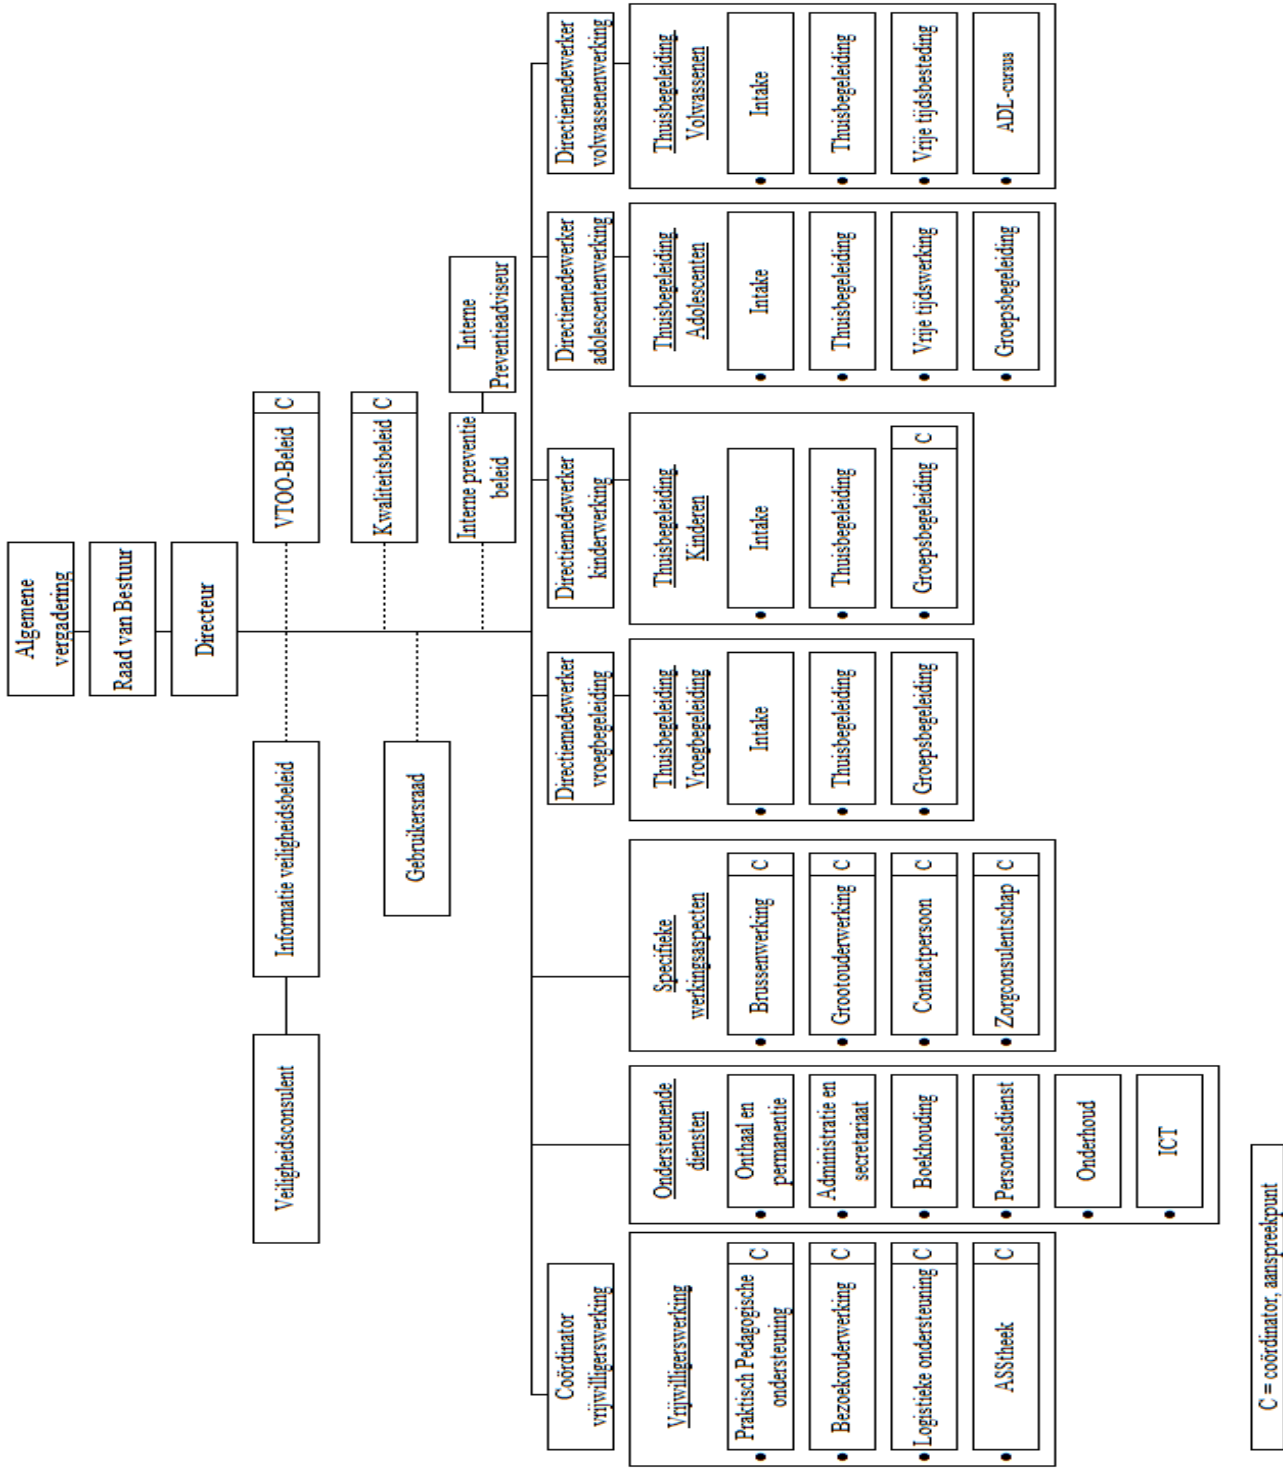 Algemene
vergadering
Raad van Bestuur
Directeur
Veiligheidsconsulent
Informatie veiligheidsbeleid
VTOO-Beleid C
Kwaliteitsbeleid C
Gebruikersraad
Interne preventie
beleid
Interne
Preventieadviseur
Coördinator
vrijwilligerswerking
Vrijwilligerswerking
• Praktisch Pedagogische
ondersteuning
C
• Bezoekouderwerking C
• Logistieke ondersteuning C
• ASStheek C
Ondersteunende
diensten
• Onthaal en
permanentie
• Administratie en
secretariaat
• Boekhouding
• Personeelsdienst
• Onderhoud
• ICT
Specifieke
werkingsaspecten
• Brussenwerking C
• Grootouderwerking C
• Contactpersoon C
• Zorgconsulentschap C
Directiemedewerker
vroegbegeleiding
Thuisbegeleiding
Vroegbegeleiding
• Intake
• Thuisbegeleiding
• Groepsbegeleiding
Directiemedewerker
kinderwerking
Thuisbegeleiding
Kinderen
• Intake
• Thuisbegeleiding
• Groepsbegeleiding C
Directiemedewerker
adolescentenwerking
Thuisbegeleiding
Adolescenten
• Intake
• Thuisbegeleiding
• Vrije tijdswerking
• Groepsbegeleiding
Directiemedewerker
volwassenenwerking
Thuisbegeleiding
Volwassenen
• Intake
• Thuisbegeleiding
• Vrije tijdsbesteding
• ADL-cursus
C = coördinator, aanspreekpunt